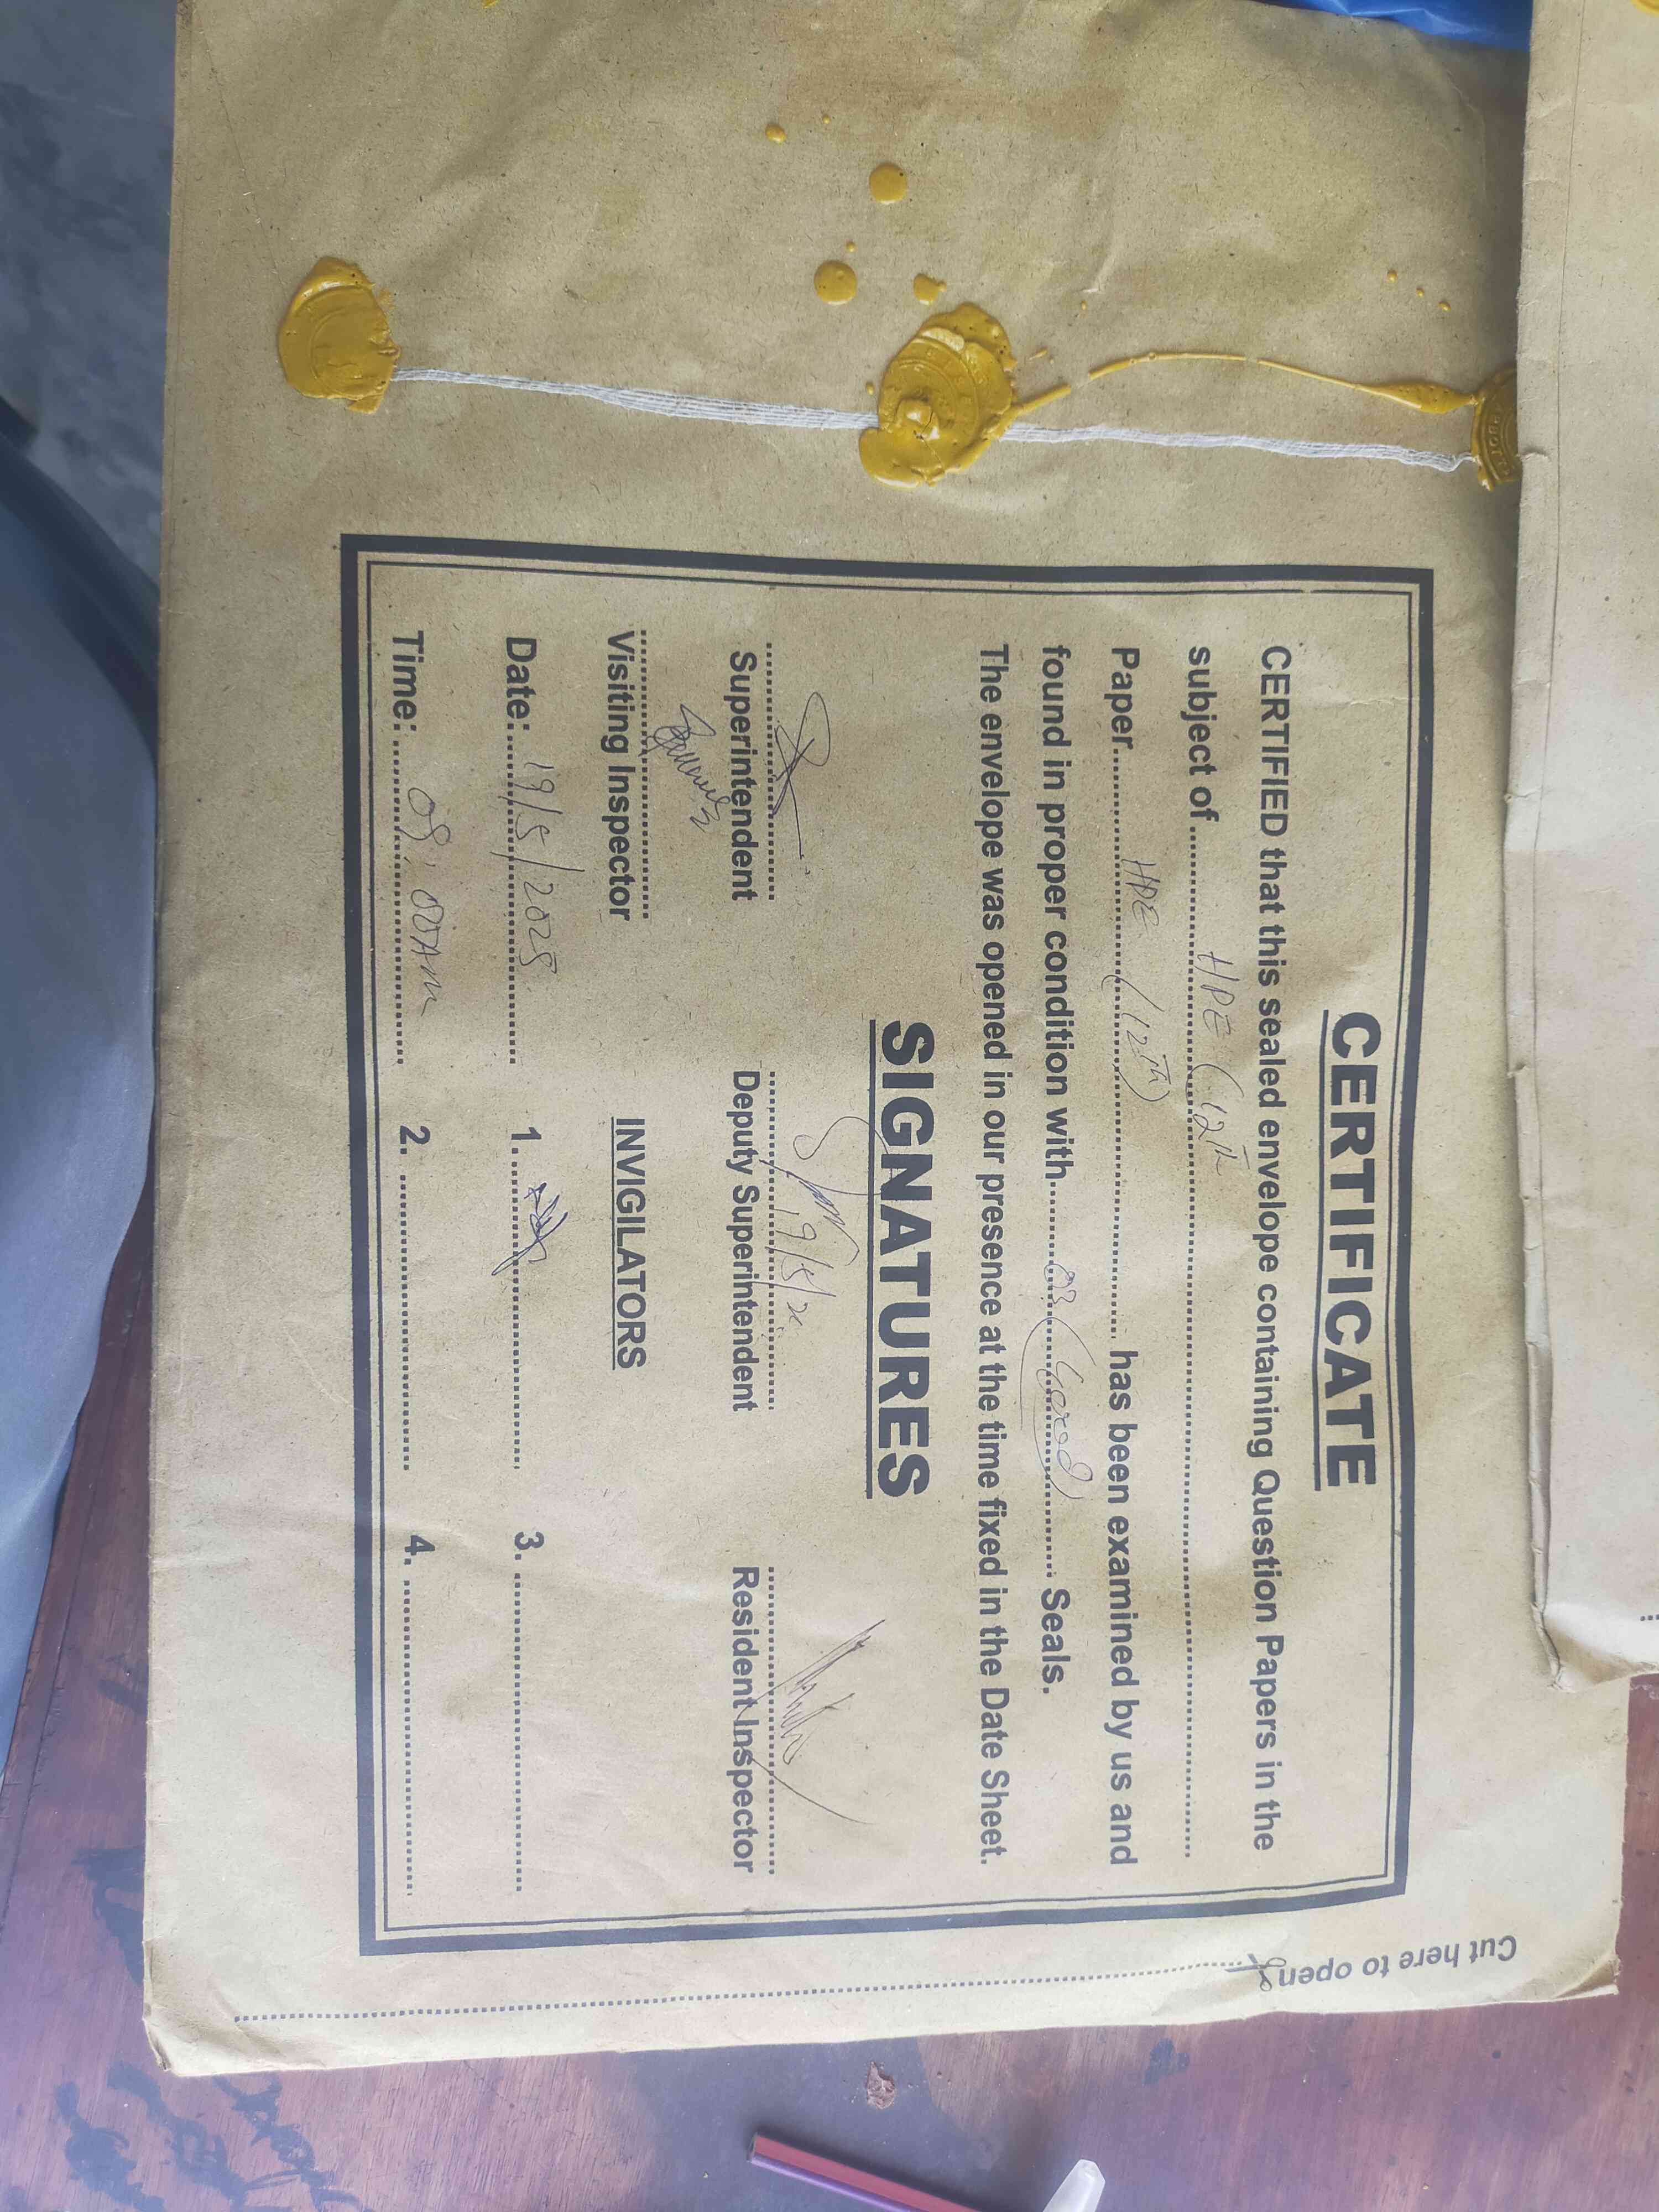 CERTIFICATE
CERTIFIED that this sealed envelope containing Question Papers in the
subject of HPE (12th
Paper HPE (12th) has been examined by us and
found in proper condition with 03 (Good) Seals.
The envelope was opened in our presence at the time fixed in the Date Sheet.
SIGNATURES
19/5/2
Superintendent Deputy Superintendent Resident Inspector
Visiting Inspector INVIGILATORS
Date: 19/5/2025 1. 3.
Time: 09:00AM 2. 4.
Cut here to open